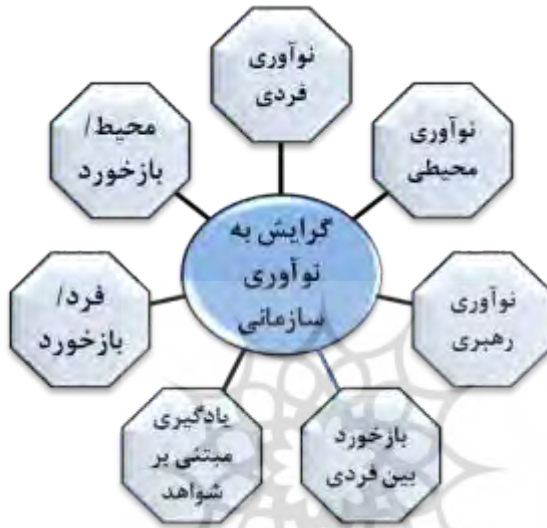 نوآوری
فردی
نوآوری
محیطی
نوآوری
رهبری
بازخورد
بین فردی
یادگیری
مبتنی بر
شواهد
فرد/
بازخورد
محیط/
بازخورد
گرایش به
نوآوری
سازمانی